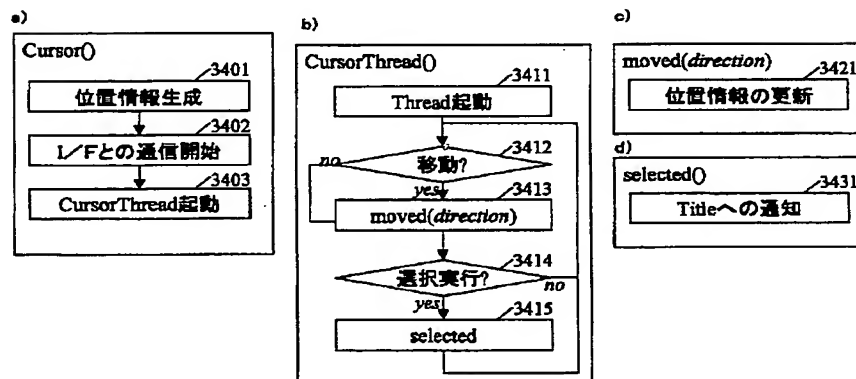 a)
Cursor()
3401
位置情報生成
3402
I/Fとの通信開始
3403
CursorThread起動
b)
CursorThread()
3411
Thread起動
3412
no
移動?
yes
3413
moved(direction)
3414
選択実行?
no
yes
3415
selected
c)
moved(direction)
3421
位置情報の更新
d)
selected()
3431
Titleへの通知